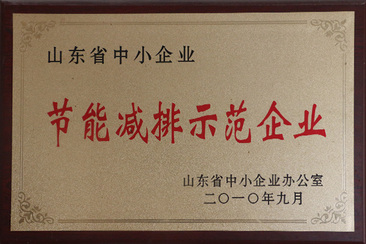 山东省中小企业
节能减排示范企业
山东省中小企业办公室
二〇一〇年九月